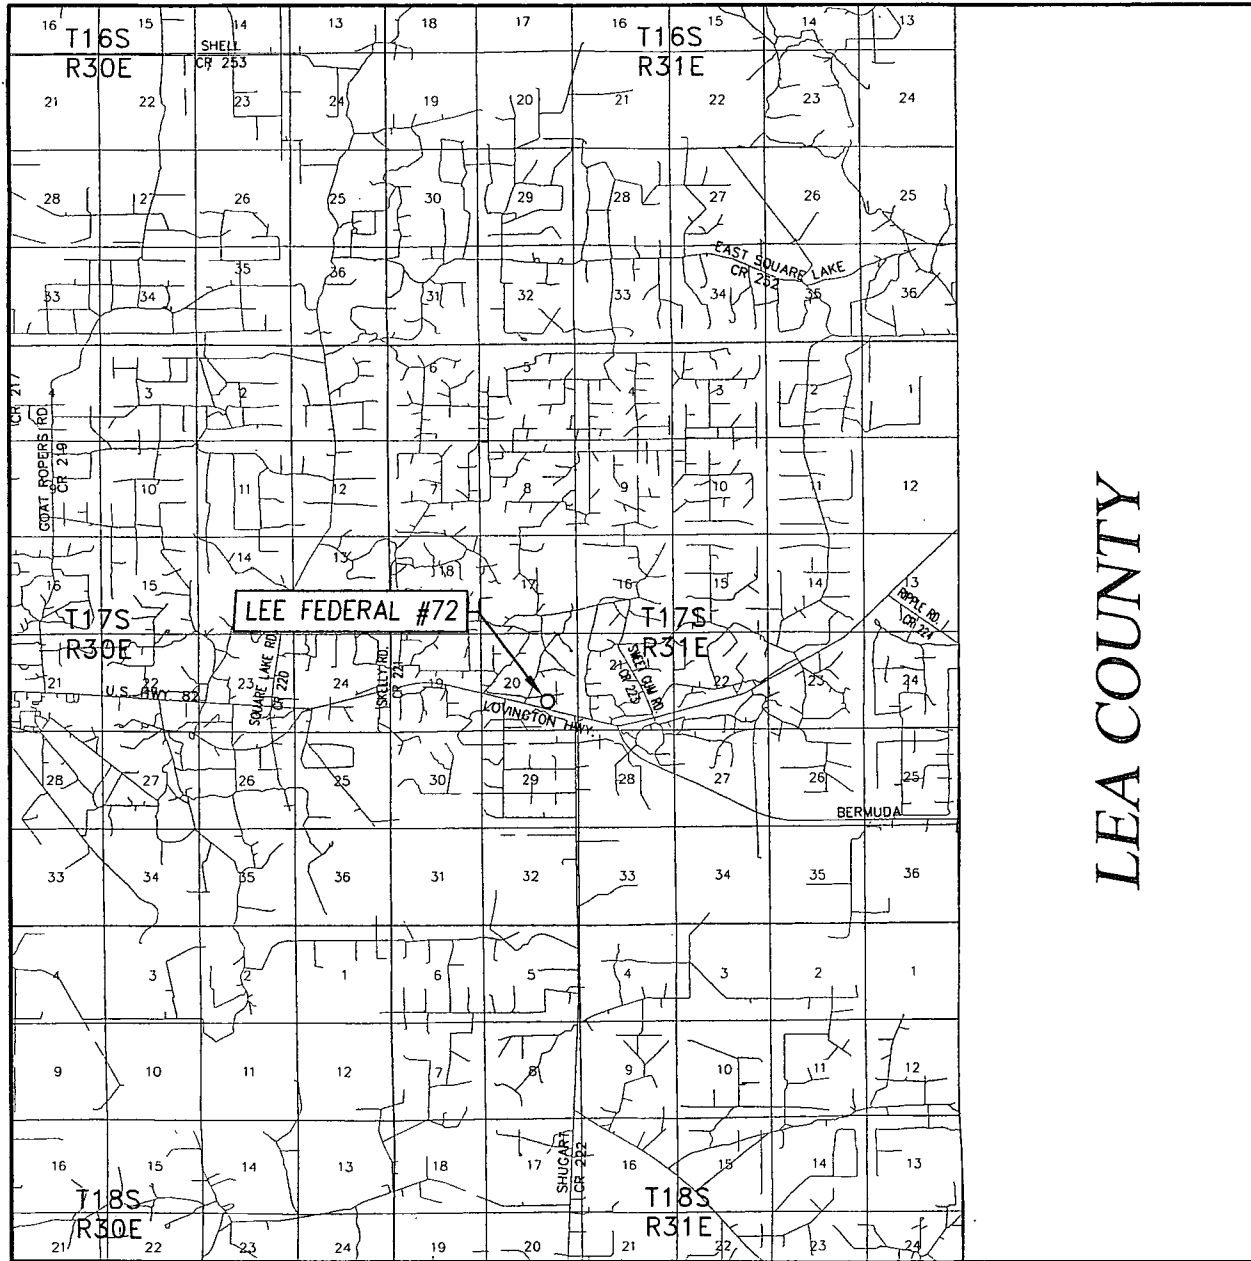 16 15 14 13 18 17 16 15 14 13
T16S T16S
R30E R31E
SHELL
CR 253
21 22 23 24 19 20 21 22 23 24
28 27 26 25 30 29 28 27 26 25
EAST SQUARE LAKE
CR 252
33 34 35 36 31 32 33 34 35 36
CR 217
4 3 2 1 6 5 4 3 2 1
GOAT ROPERS RD.
CR 219
9 10 11 12 7 8 9 10 11 12
16 15 14 13 18 17 16 15 14 13
RIPPLE RD.
CR 224
LEE FEDERAL #72
T17S T17S
R30E R31E
21 22 23 24 19 20 21 22 23 24
U.S. HWY 82
SQUARE LAKE RD.
CR 220
SKELLY RD.
CR 221
SWEET GUM RD.
CR 223
LOVINGTON HWY.
28 27 26 25 30 29 28 27 26 25
BERMUDA
33 34 35 36 31 32 33 34 35 36
4 3 2 1 6 5 4 3 2 1
9 10 11 12 7 8 9 10 11 12
SHUGART
CR 222
16 15 14 13 18 17 16 15 14 13
T18S T18S
R30E R31E
21 22 23 24 19 20 21 22 23 24
LEA COUNTY